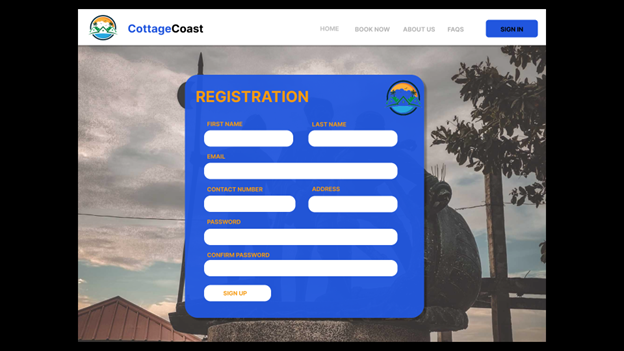 CottageCoast HOME BOOK NOW ABOUT US FAQS SIGN IN
REGISTRATION
FIRST NAME LAST NAME
EMAIL
CONTACT NUMBER ADDRESS
PASSWORD
CONFIRM PASSWORD
SIGN UP